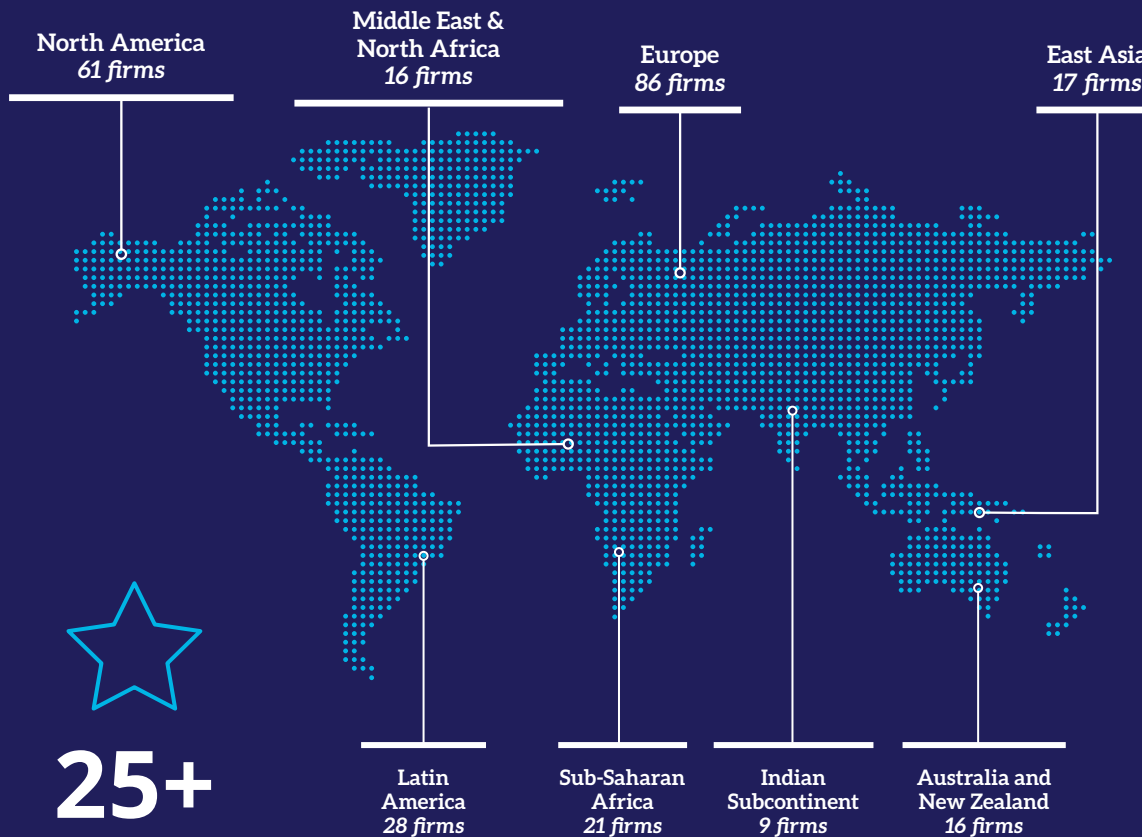 North America
61 firms
Middle East &
North Africa
16 firms
Europe
86 firms
East Asia
17 firms
25+
Latin
America
28 firms
Sub-Saharan
Africa
21 firms
Indian
Subcontinent
9 firms
Australia and
New Zealand
16 firms